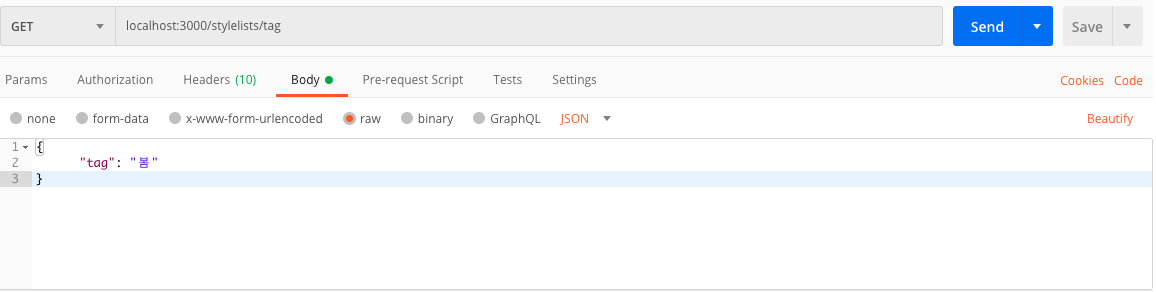 GET localhost:3000/stylelists/tag Send Save
Params Authorization Headers (10) Body Pre-request Script Tests Settings Cookies Code
none form-data x-www-form-urlencoded raw binary GraphQL JSON Beautify
1 {
2 "tag": "봄"
3 }